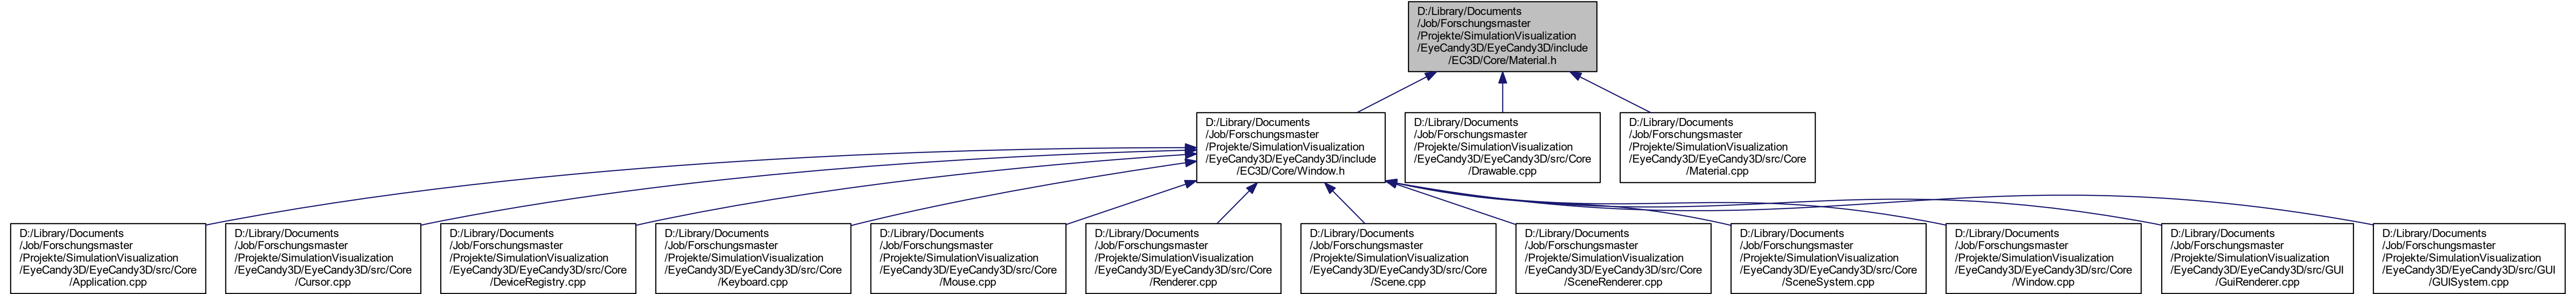 D:/Library/Documents
/Job/Forschungsmaster
/Projekte/SimulationVisualization
/EyeCandy3D/EyeCandy3D/include
/EC3D/Core/Material.h
D:/Library/Documents
/Job/Forschungsmaster
/Projekte/SimulationVisualization
/EyeCandy3D/EyeCandy3D/include
/EC3D/Core/Window.h
D:/Library/Documents
/Job/Forschungsmaster
/Projekte/SimulationVisualization
/EyeCandy3D/EyeCandy3D/src/Core
/Drawable.cpp
D:/Library/Documents
/Job/Forschungsmaster
/Projekte/SimulationVisualization
/EyeCandy3D/EyeCandy3D/src/Core
/Material.cpp
D:/Library/Documents
/Job/Forschungsmaster
/Projekte/SimulationVisualization
/EyeCandy3D/EyeCandy3D/src/Core
/Application.cpp
D:/Library/Documents
/Job/Forschungsmaster
/Projekte/SimulationVisualization
/EyeCandy3D/EyeCandy3D/src/Core
/Cursor.cpp
D:/Library/Documents
/Job/Forschungsmaster
/Projekte/SimulationVisualization
/EyeCandy3D/EyeCandy3D/src/Core
/DeviceRegistry.cpp
D:/Library/Documents
/Job/Forschungsmaster
/Projekte/SimulationVisualization
/EyeCandy3D/EyeCandy3D/src/Core
/Keyboard.cpp
D:/Library/Documents
/Job/Forschungsmaster
/Projekte/SimulationVisualization
/EyeCandy3D/EyeCandy3D/src/Core
/Mouse.cpp
D:/Library/Documents
/Job/Forschungsmaster
/Projekte/SimulationVisualization
/EyeCandy3D/EyeCandy3D/src/Core
/Renderer.cpp
D:/Library/Documents
/Job/Forschungsmaster
/Projekte/SimulationVisualization
/EyeCandy3D/EyeCandy3D/src/Core
/Scene.cpp
D:/Library/Documents
/Job/Forschungsmaster
/Projekte/SimulationVisualization
/EyeCandy3D/EyeCandy3D/src/Core
/SceneRenderer.cpp
D:/Library/Documents
/Job/Forschungsmaster
/Projekte/SimulationVisualization
/EyeCandy3D/EyeCandy3D/src/Core
/SceneSystem.cpp
D:/Library/Documents
/Job/Forschungsmaster
/Projekte/SimulationVisualization
/EyeCandy3D/EyeCandy3D/src/Core
/Window.cpp
D:/Library/Documents
/Job/Forschungsmaster
/Projekte/SimulationVisualization
/EyeCandy3D/EyeCandy3D/src/GUI
/GuiRenderer.cpp
D:/Library/Documents
/Job/Forschungsmaster
/Projekte/SimulationVisualization
/EyeCandy3D/EyeCandy3D/src/GUI
/GUISystem.cpp